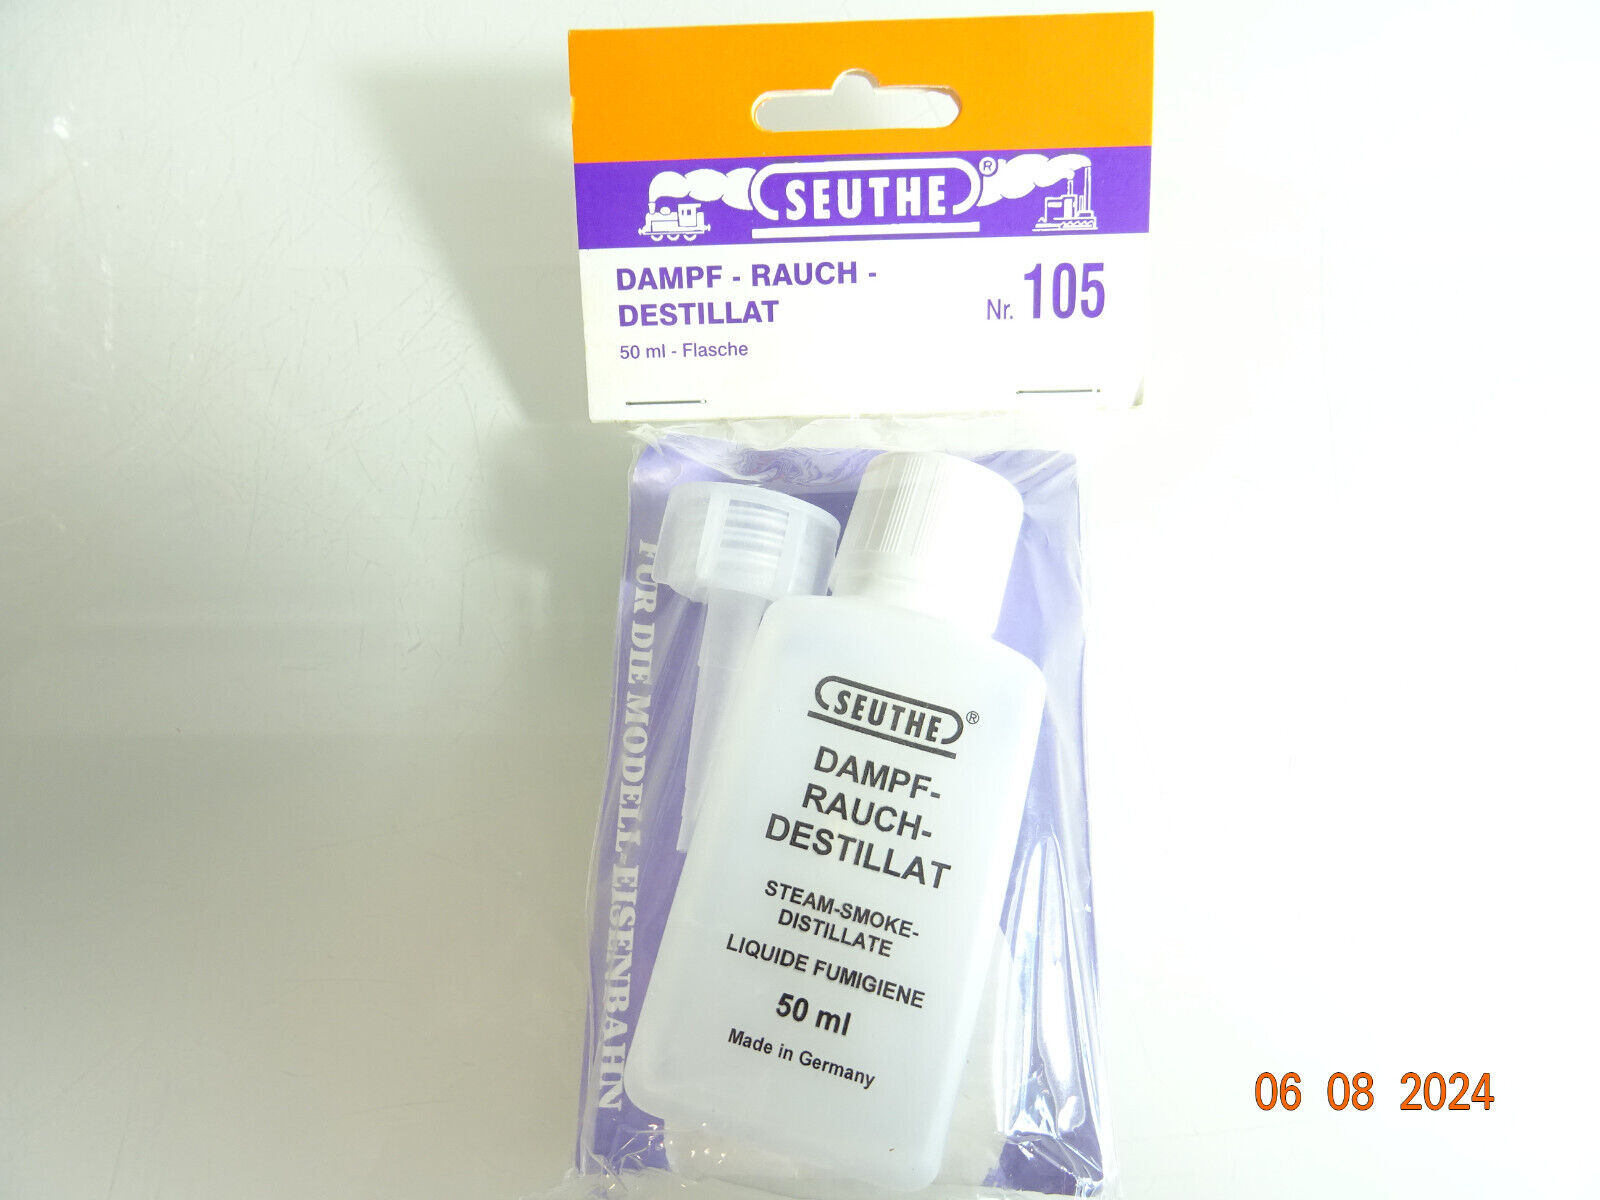 SEUTHE®
DAMPF - RAUCH -
DESTILLAT
Nr. 105
50 ml - Flasche
FÜR DIE MODELL-EISENBAHN
SEUTHE®
DAMPF-
RAUCH-
DESTILLAT
STEAM-SMOKE-
DISTILLATE
LIQUIDE FUMIGIENE
50 ml
Made in Germany
06 08 2024